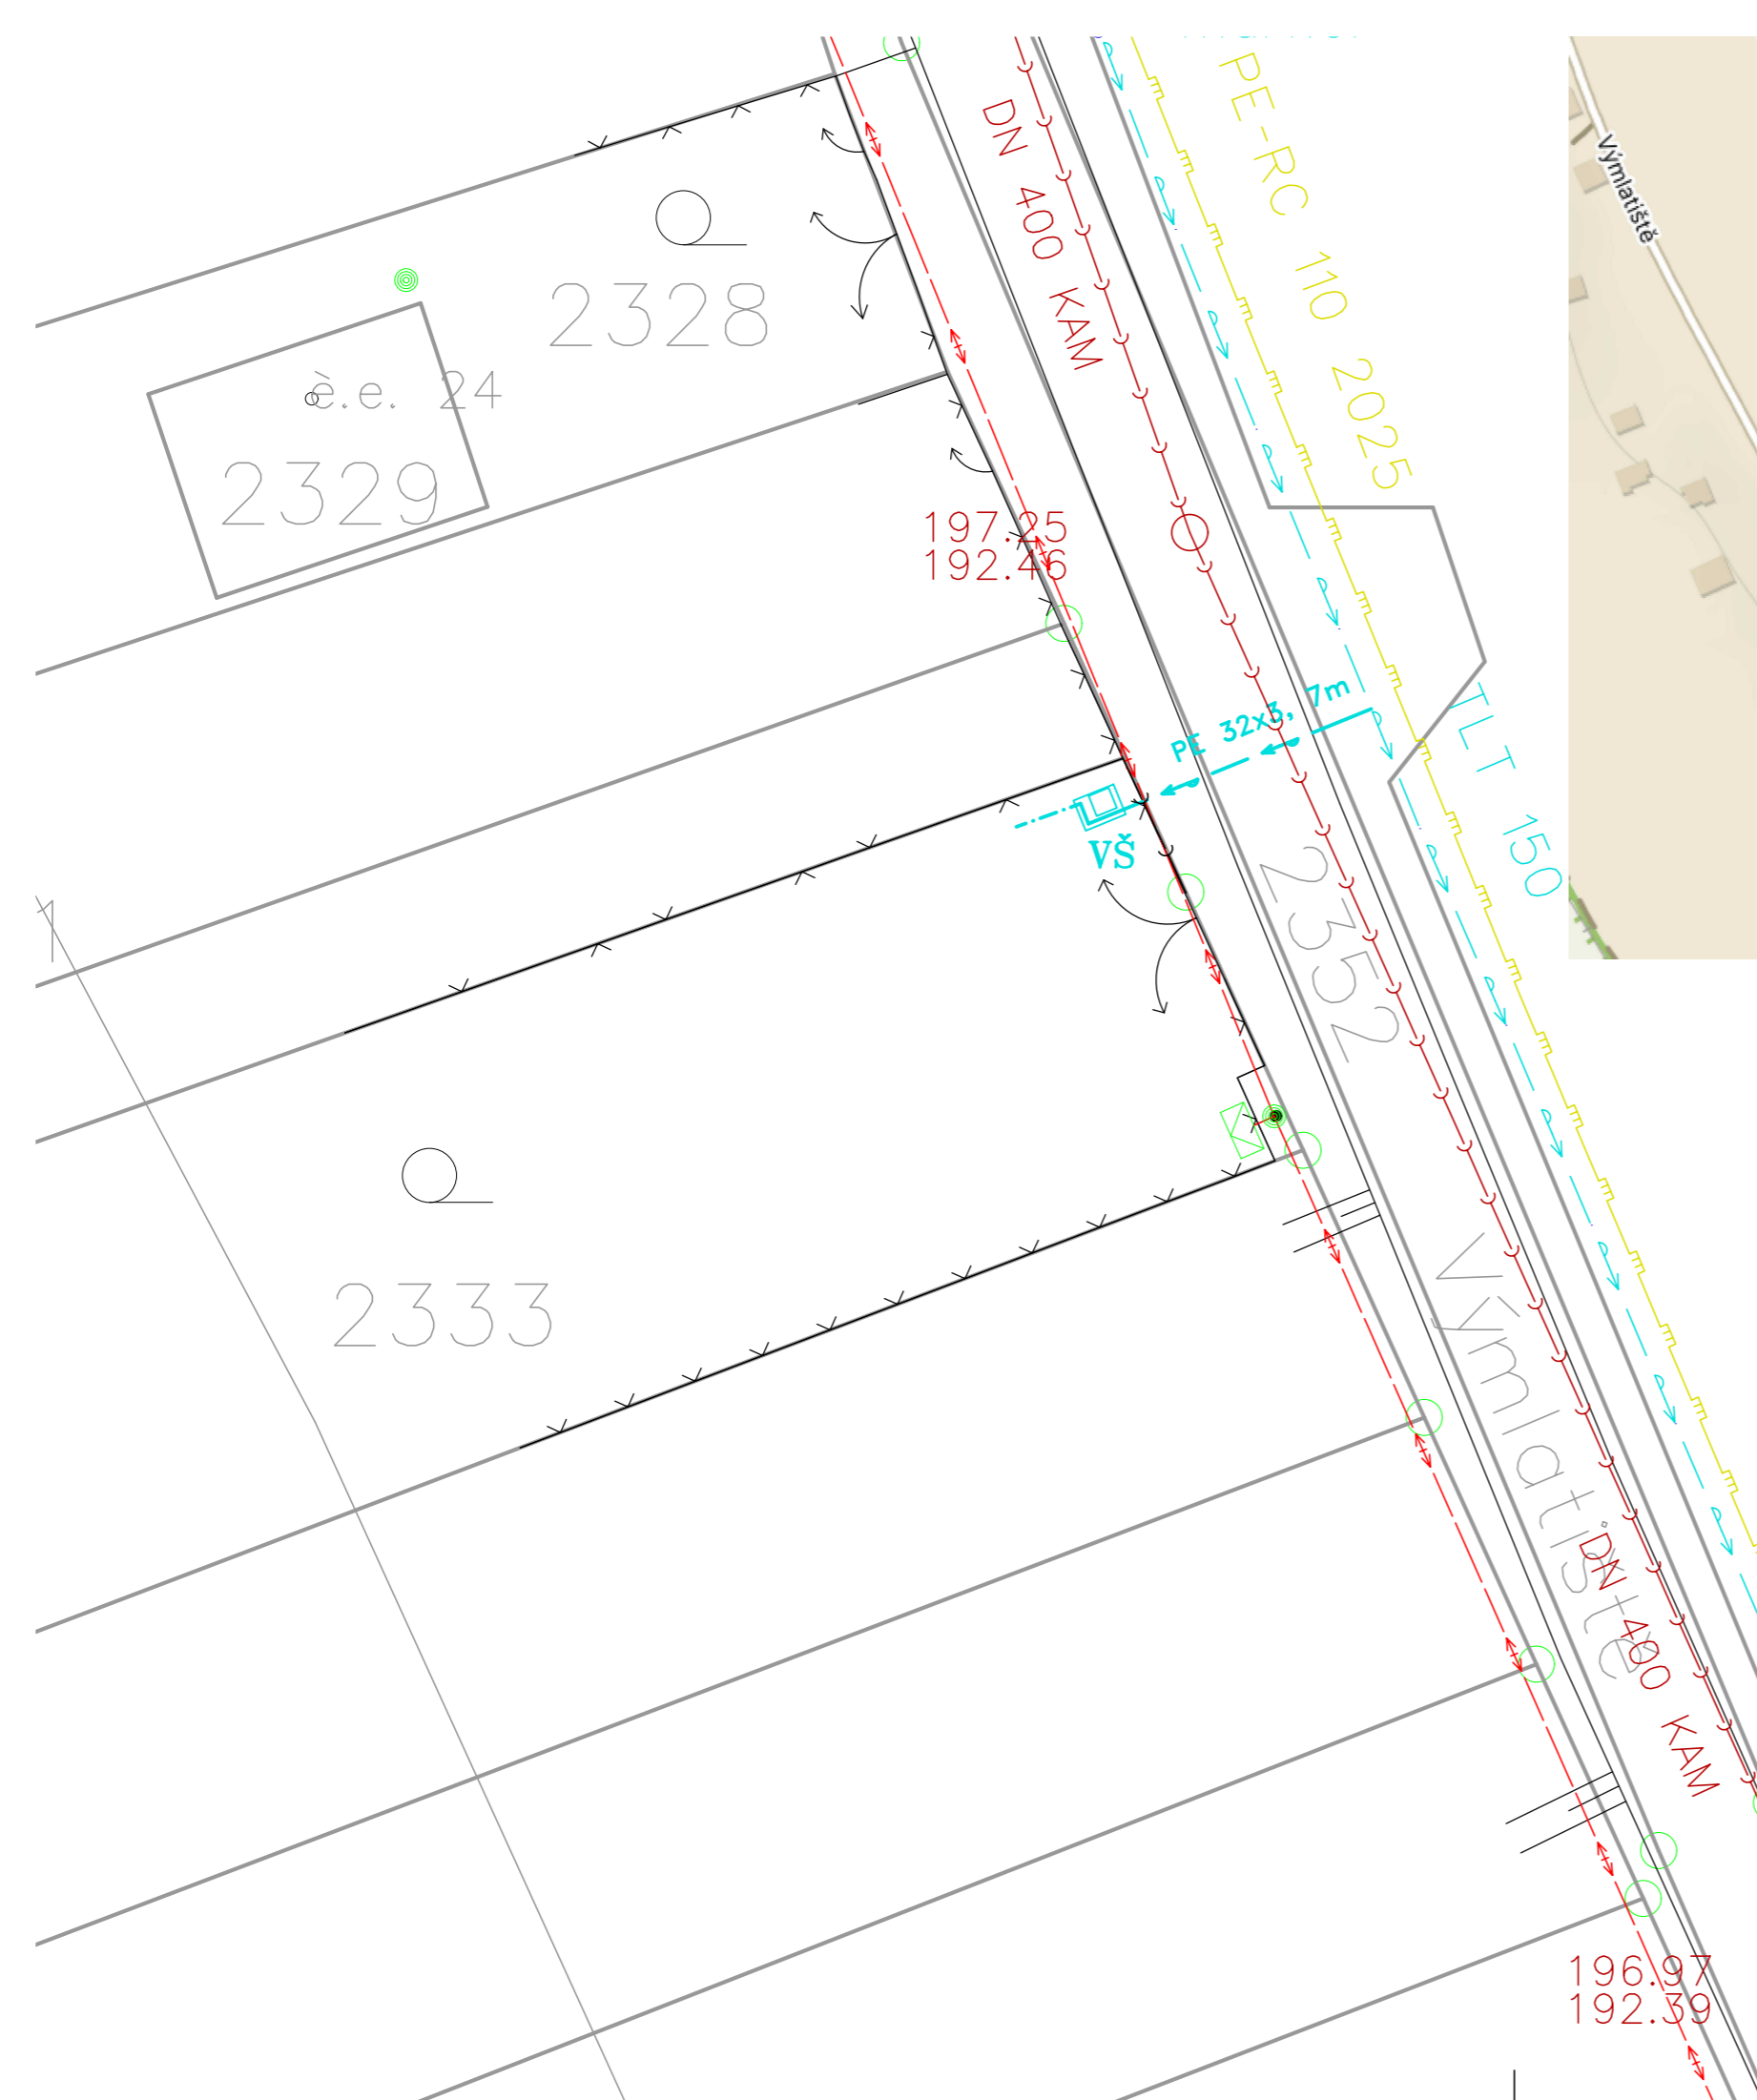 PE-RC 110 2025
DN 400 KAM
Výmlatiště
2328
è.e. 24
2329
197.25
192.46
PE 32x3, 7m
TLT 150
VŠ
1
2352
2333
Výmlatiště
DN 400 KAM
196.97
192.39